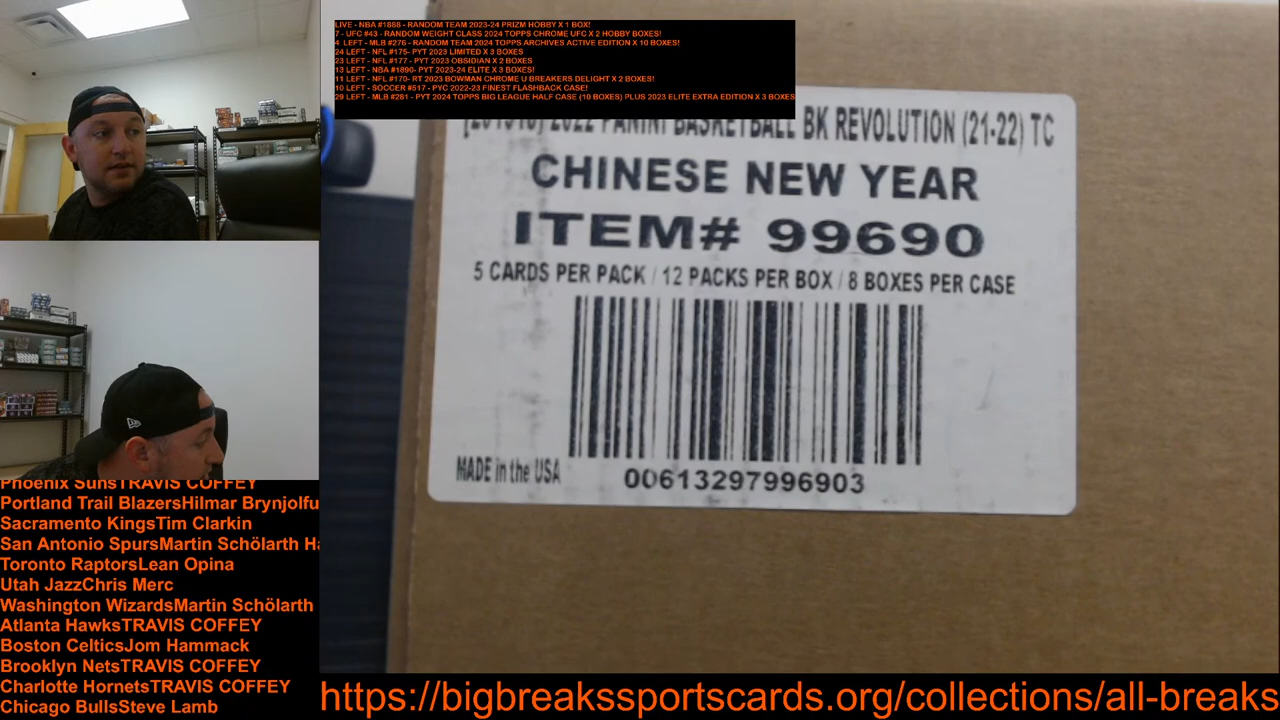 LIVE - NBA #1888 - RANDOM TEAM 2023-24 PRIZM HOBBY X 1 BOX!
7 - UFC #43 - RANDOM WEIGHT CLASS 2024 TOPPS CHROME UFC X 2 HOBBY BOXES!
4 LEFT - MLB #276 - RANDOM TEAM 2024 TOPPS ARCHIVES ACTIVE EDITION X 10 BOXES!
24 LEFT - NFL #175- PYT 2023 LIMITED X 3 BOXES
23 LEFT - NFL #177 - PYT 2023 OBSIDIAN X 2 BOXES
13 LEFT - NBA #1890- PYT 2023-24 ELITE X 3 BOXES!
11 LEFT - NFL #170- RT 2023 BOWMAN CHROME U BREAKERS DELIGHT X 2 BOXES!
10 LEFT - SOCCER #517 - PYC 2022-23 FINEST FLASHBACK CASE!
29 LEFT - MLB #281 - PYT 2024 TOPPS BIG LEAGUE HALF CASE (10 BOXES) PLUS 2023 ELITE EXTRA EDITION X 3 BOXES
2022 PANINI BASKETBALL BK REVOLUTION (21-22) TC
CHINESE NEW YEAR
ITEM# 99690
5 CARDS PER PACK / 12 PACKS PER BOX / 8 BOXES PER CASE
MADE in the USA
00613297996903
Phoenix SunsTRAVIS COFFEY
Portland Trail BlazersHilmar Brynjolfu
Sacramento KingsTim Clarkin
San Antonio SpursMartin Schölarth Ha
Toronto RaptorsLean Opina
Utah JazzChris Merc
Washington WizardsMartin Schölarth
Atlanta HawksTRAVIS COFFEY
Boston CelticsJom Hammack
Brooklyn NetsTRAVIS COFFEY
Charlotte HornetsTRAVIS COFFEY
Chicago BullsSteve Lamb
https://bigbreakssportscards.org/collections/all-breaks